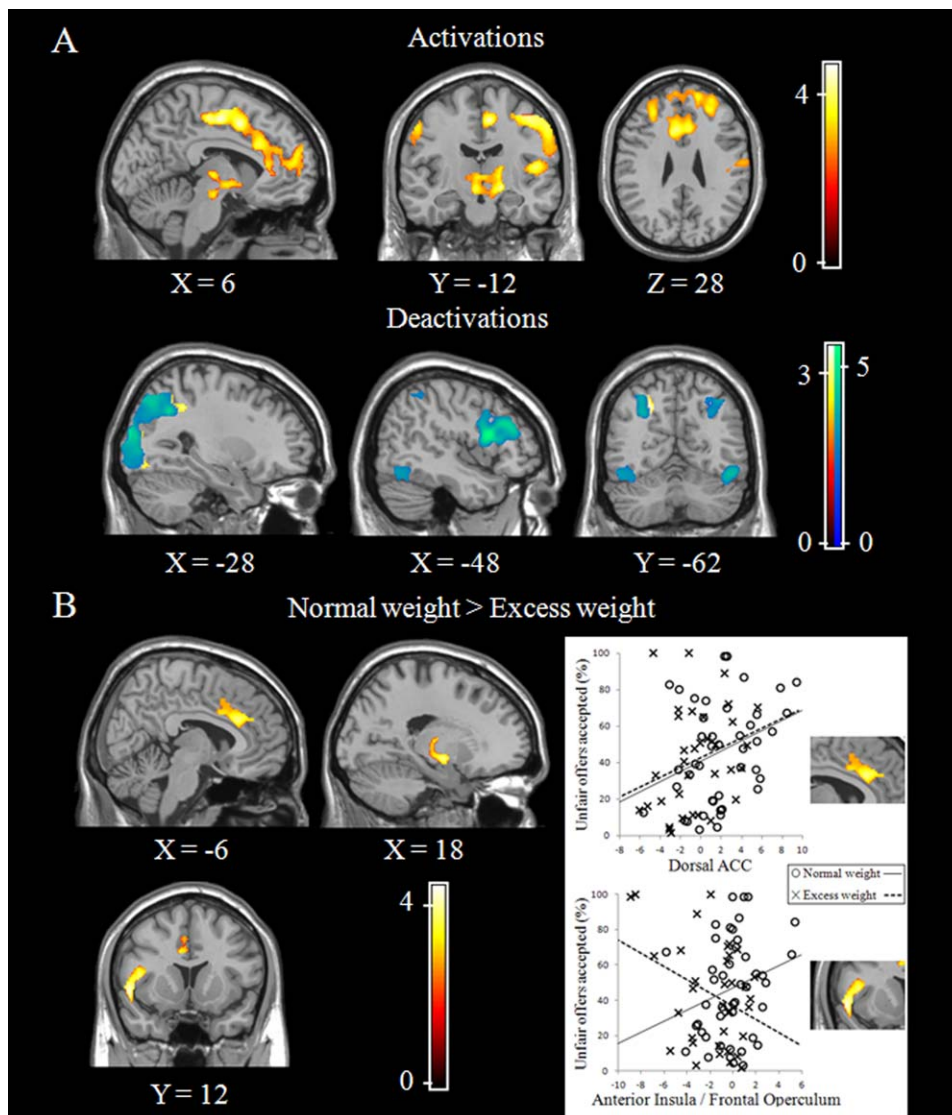 A
Activations
4
0
X = 6
Y = -12
Z = 28
Deactivations
3
5
0
0
X = -28
X = -48
Y = -62
B
Normal weight > Excess weight
X = -6
X = 18
4
0
Y = 12
Unfair offers accepted (%)
100
80
60
40
20
0
-8 -6 -4 -2 0 2 4 6 8 10
Dorsal ACC
Normal weight
Excess weight
Unfair offers accepted (%)
100
80
60
40
20
0
-10 -8 -6 -4 -2 0 2 4 6
Anterior Insula / Frontal Operculum